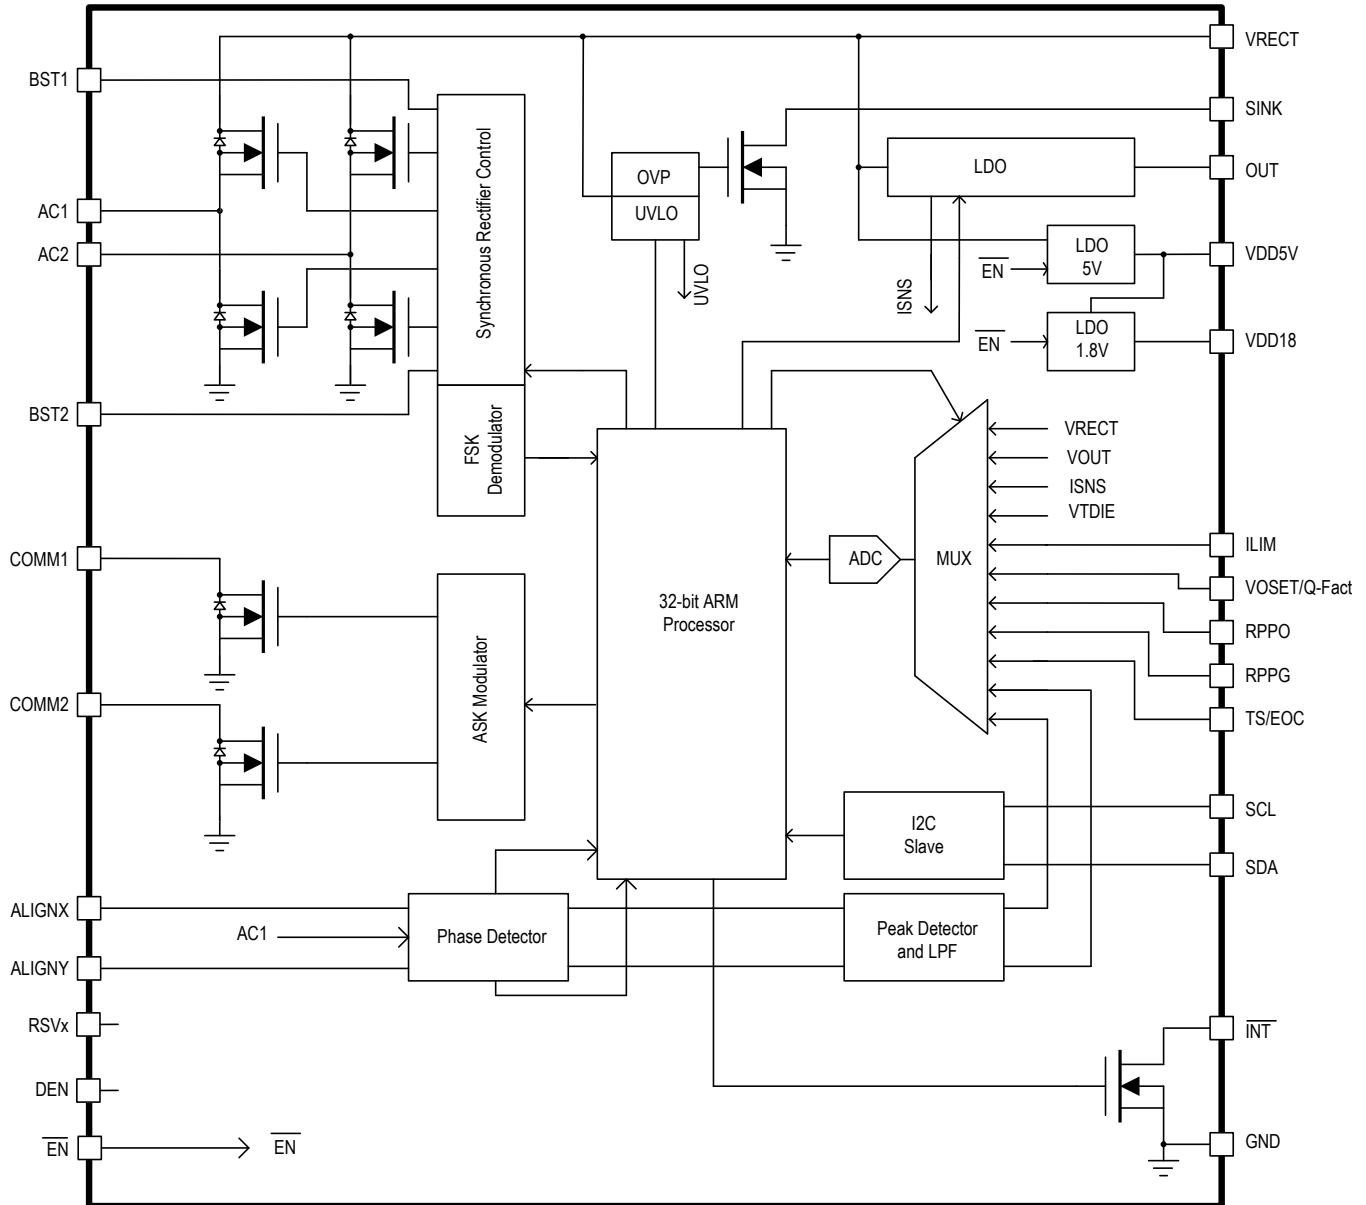 VRECT
BST1
SINK
Synchronous Rectifier Control
OVP
LDO
OUT
UVLO
AC1
AC2
UVLO
ISNS
EN
LDO
5V
VDD5V
EN
LDO
1.8V
VDD18
BST2
FSK
Demodulator
VRECT
VOUT
ISNS
VTDIE
COMM1
ADC
MUX
ILIM
VOSET/Q-Fact
32-bit ARM
Processor
RPPO
RPPG
COMM2
ASK Modulator
TS/EOC
I2C
Slave
SCL
SDA
ALIGNX
AC1
Phase Detector
Peak Detector
and LPF
ALIGNY
RSVx
INT
DEN
EN
EN
GND